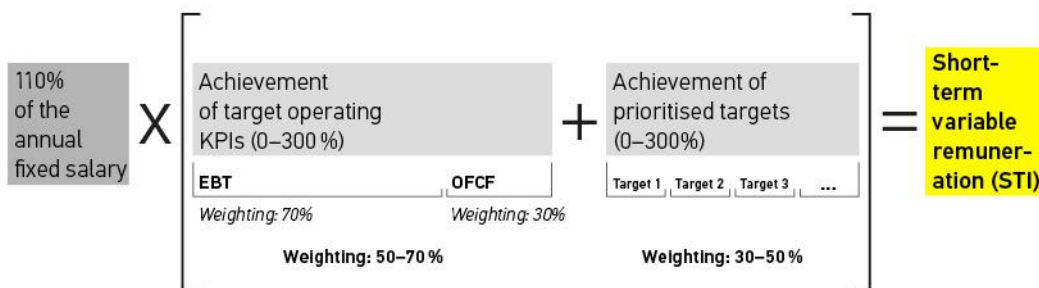 110%
of the
annual
fixed salary
X
Achievement
of target operating
KPIs (0–300 %)
EBT
OFCF
Weighting: 70%
Weighting: 30%
Weighting: 50–70 %
+
Achievement of
prioritised targets
(0–300%)
Target 1
Target 2
Target 3
...
Weighting: 30–50 %
=
Short-
term
variable
remuner-
ation (STI)